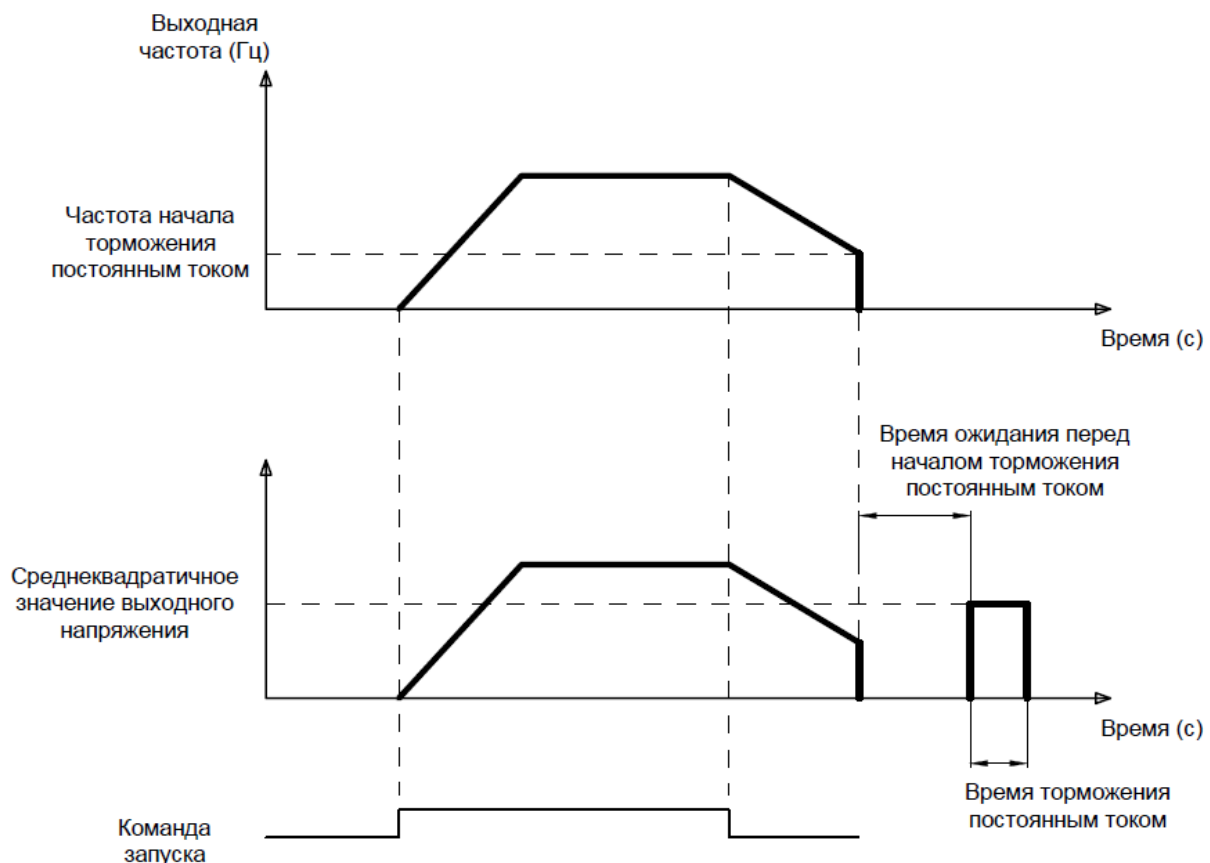 Выходная
частота (Гц)
Частота начала
торможения
постоянным током
Время (с)
Время ожидания перед
началом торможения
постоянным током
Среднеквадратичное
значение выходного
напряжения
Время (с)
Время торможения
постоянным током
Команда
запуска